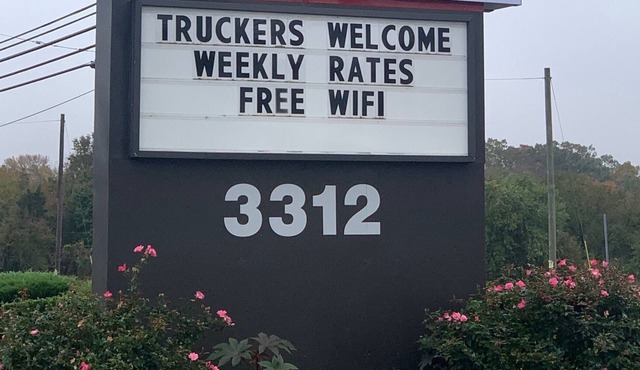 TRUCKERS WELCOME
WEEKLY RATES
FREE WIFI
3312